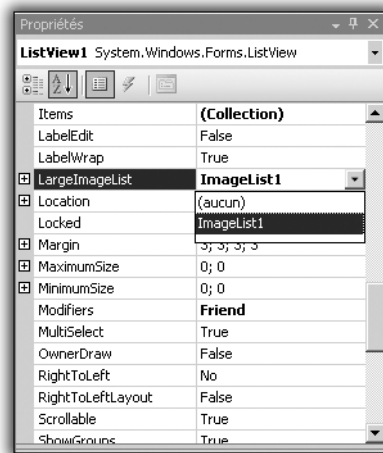 Propriétés
ListView1 System.Windows.Forms.ListView
Items (Collection)
LabelEdit False
LabelWrap True
LargeImageList ImageList1
Location (aucun)
Locked ImageList1
Margin 3; 3; 3; 3
MaximumSize 0; 0
MinimumSize 0; 0
Modifiers Friend
MultiSelect True
OwnerDraw False
RightToLeft No
RightToLeftLayout False
Scrollable True
ShowGroups True